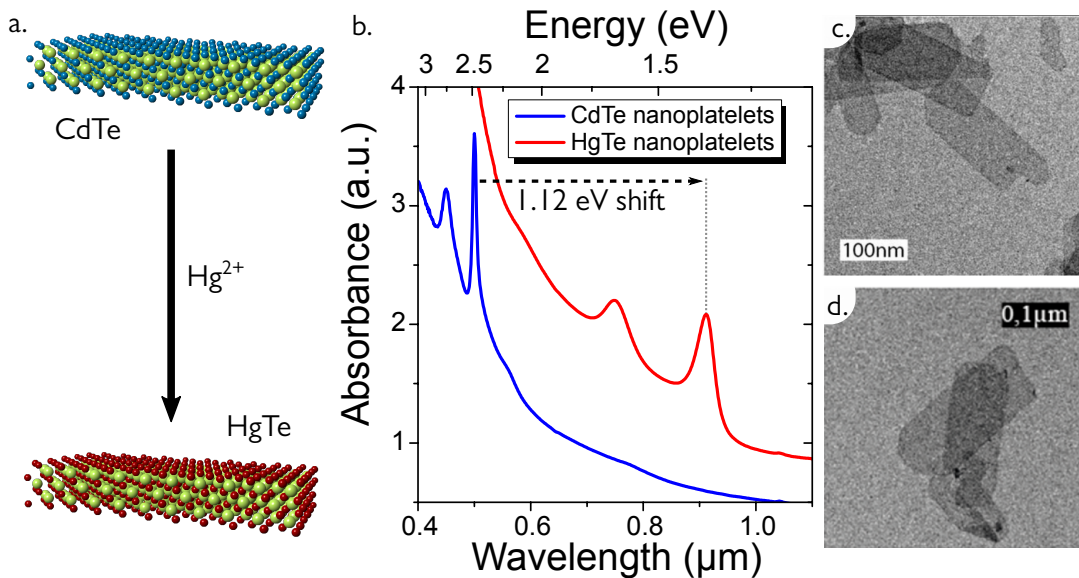 a.
CdTe
Hg²⁺
HgTe
b.
Energy (eV)
3 2.5 2 1.5
4
3
2
1
Absorbance (a.u.)
CdTe nanoplatelets
HgTe nanoplatelets
1.12 eV shift
0.4 0.6 0.8 1.0
Wavelength (μm)
c.
100nm
d.
0,1μm